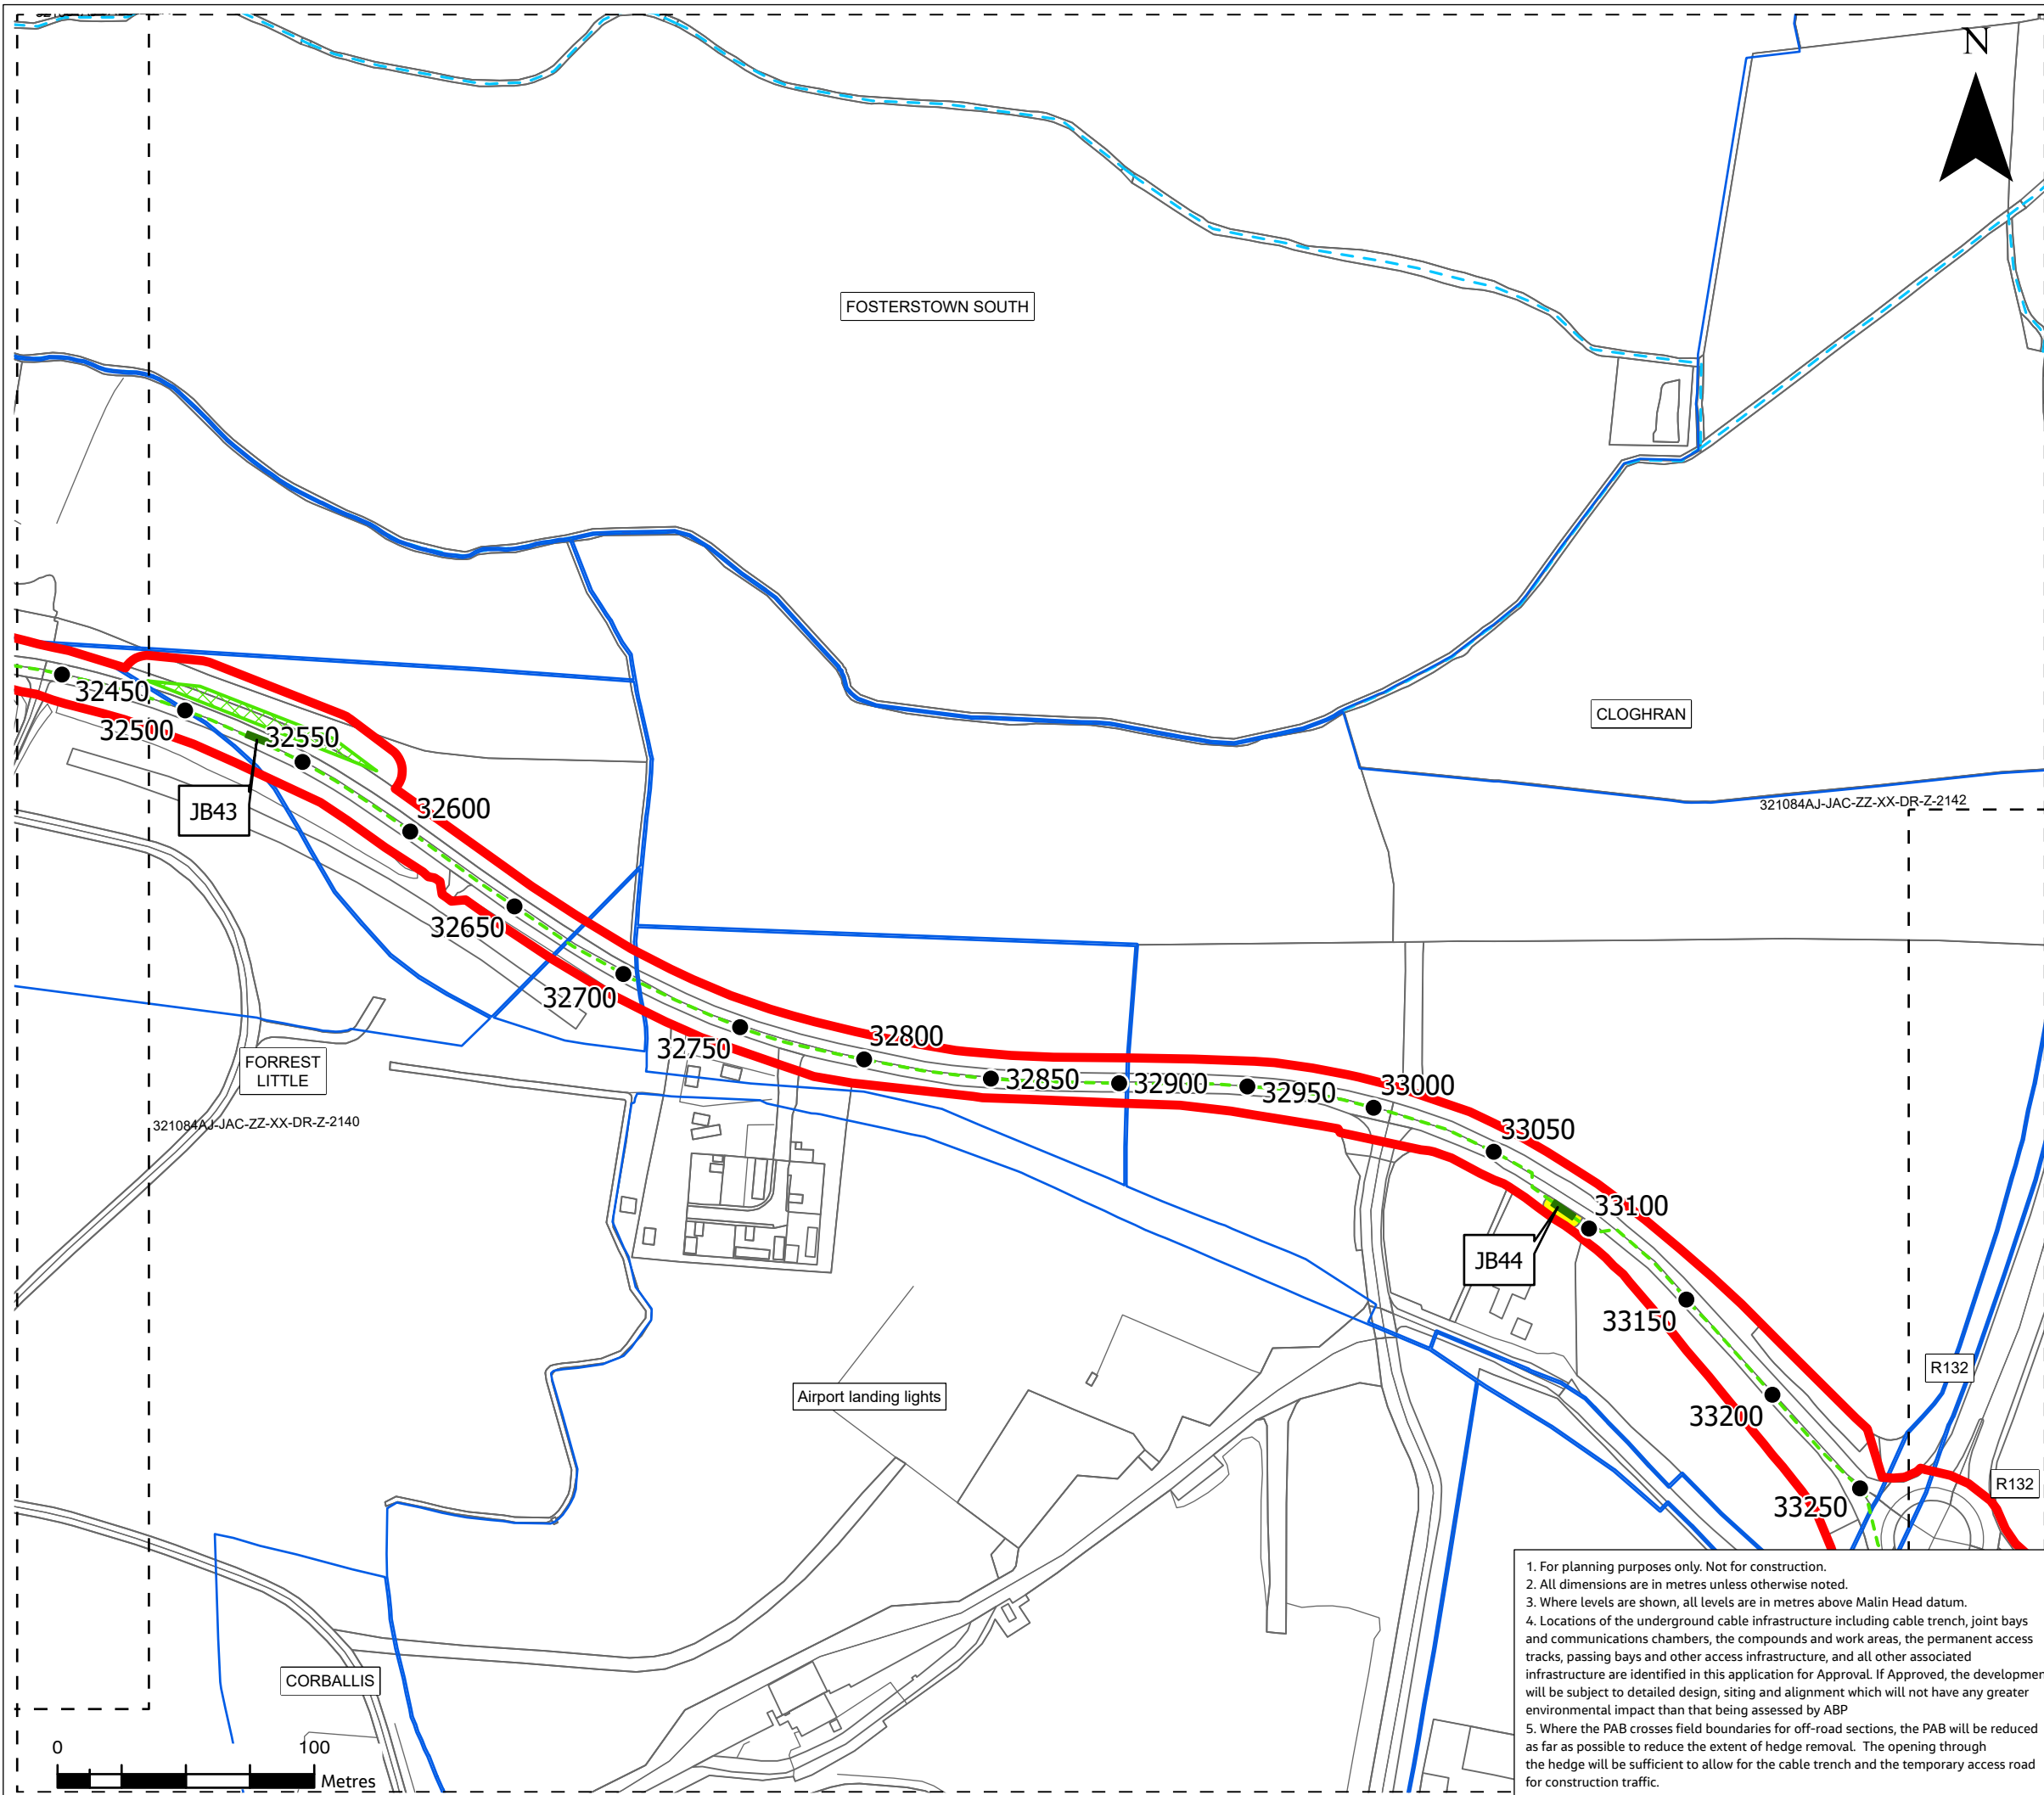 N
FOSTERSTOWN SOUTH
CLOGHRAN
321084AJ-JAC-ZZ-XX-DR-Z-2142
32450
32500
32550
JB43
32600
32650
32700
32750
32800
32850
32900
32950
33000
33050
33100
JB44
33150
33200
33250
R132
R132
FORREST
LITTLE
321084AJ-JAC-ZZ-XX-DR-Z-2140
Airport landing lights
CORBALLIS
0 100
Metres
1. For planning purposes only. Not for construction.
2. All dimensions are in metres unless otherwise noted.
3. Where levels are shown, all levels are in metres above Malin Head datum.
4. Locations of the underground cable infrastructure including cable trench, joint bays
and communications chambers, the compounds and work areas, the permanent access
tracks, passing bays and other access infrastructure, and all other associated
infrastructure are identified in this application for Approval. If Approved, the developmen
will be subject to detailed design, siting and alignment which will not have any greater
environmental impact than that being assessed by ABP
5. Where the PAB crosses field boundaries for off-road sections, the PAB will be reduced
as far as possible to reduce the extent of hedge removal. The opening through
the hedge will be sufficient to allow for the cable trench and the temporary access road
for construction traffic.